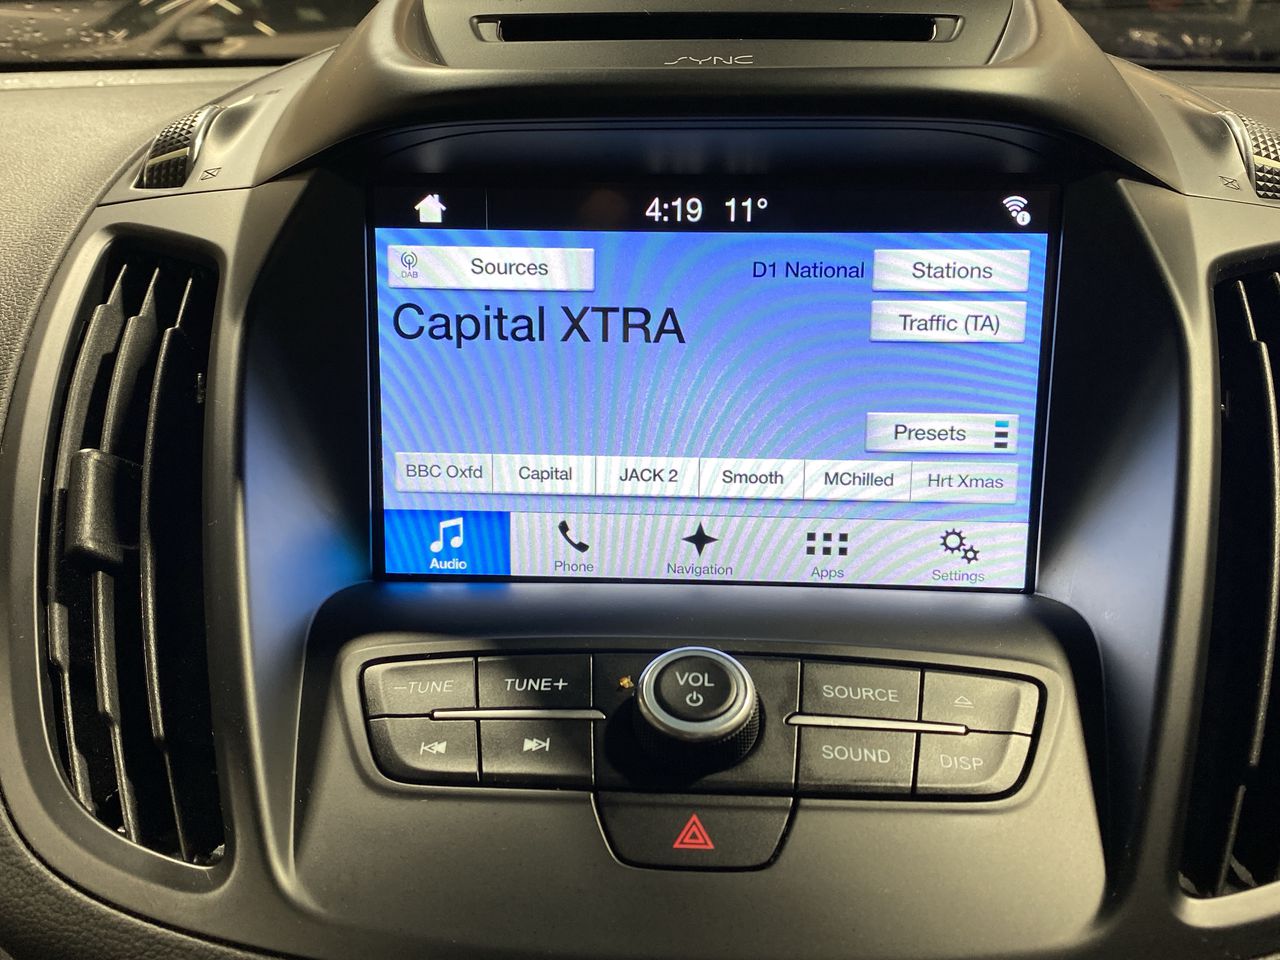 SYNC
4:19 11°
DAB Sources D1 National Stations
Capital XTRA Traffic (TA)
Presets
BBC Oxfd Capital JACK 2 Smooth MChilled Hrt Xmas
Audio Phone Navigation Apps Settings
–TUNE TUNE+ VOL SOURCE
SOUND DISP